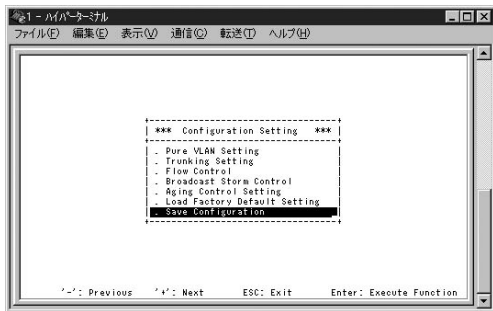 1 - ハイパーターミナル
ファイル(F) 編集(E) 表示(V) 通信(C) 転送(T) ヘルプ(H)
*** Configuration Setting ***
. Pure VLAN Setting
. Trunking Setting
. Flow Control
. Broadcast Storm Control
. Aging Control Setting
. Load Factory Default Setting
. Save Configuration
'-': Previous '+': Next ESC: Exit Enter: Execute Function